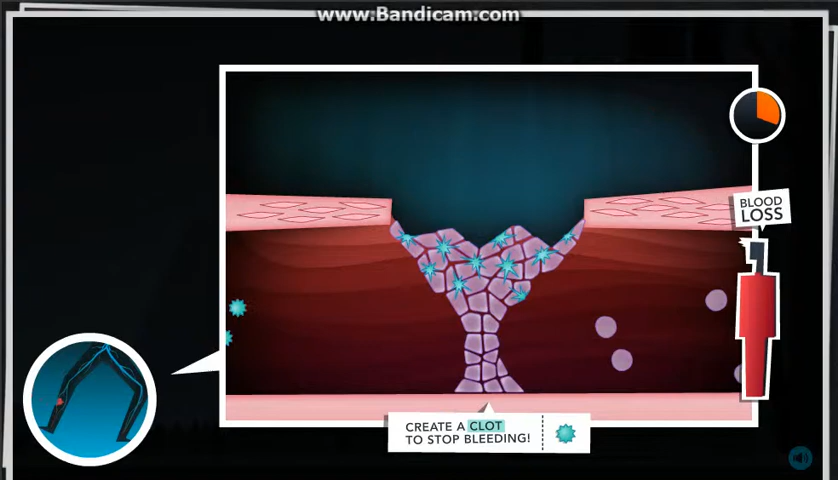 www.Bandicam.com
BLOOD
LOSS
CREATE A CLOT
TO STOP BLEEDING!